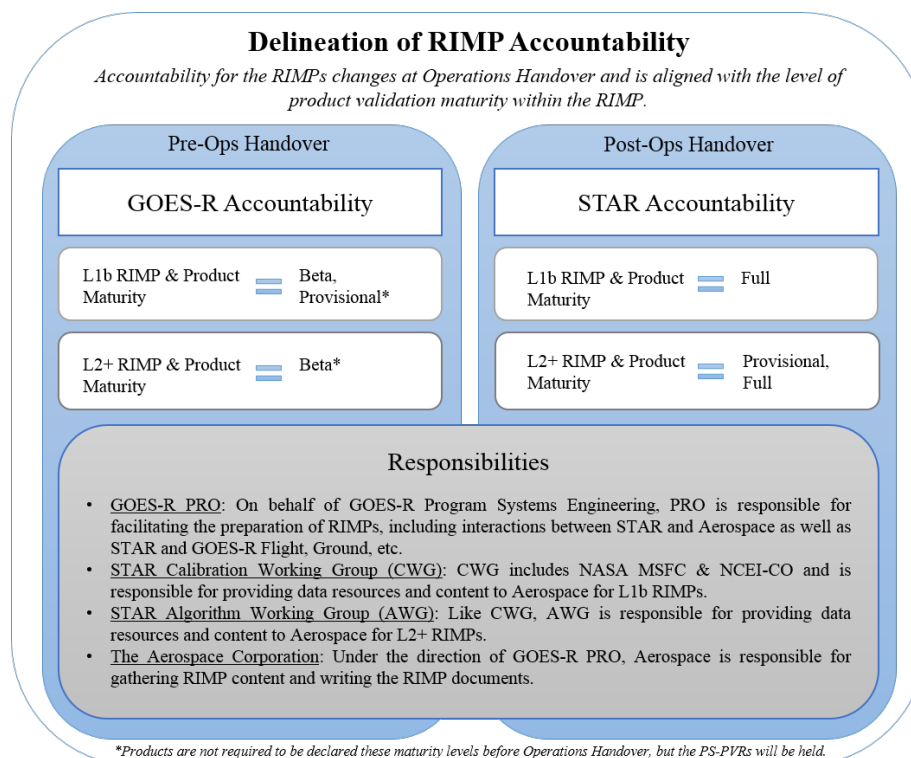 Delineation of RIMP Accountability
Accountability for the RIMPs changes at Operations Handover and is aligned with the level of
product validation maturity within the RIMP.
Pre-Ops Handover
GOES-R Accountability
L1b RIMP & Product
Maturity
Beta,
Provisional*
L2+ RIMP & Product
Maturity
Beta*
Post-Ops Handover
STAR Accountability
L1b RIMP & Product
Maturity
Full
L2+ RIMP & Product
Maturity
Provisional,
Full
Responsibilities
• GOES-R PRO: On behalf of GOES-R Program Systems Engineering, PRO is responsible for
facilitating the preparation of RIMPs, including interactions between STAR and Aerospace as well as
STAR and GOES-R Flight, Ground, etc.
• STAR Calibration Working Group (CWG): CWG includes NASA MSFC & NCEI-CO and is
responsible for providing data resources and content to Aerospace for L1b RIMPs.
• STAR Algorithm Working Group (AWG): Like CWG, AWG is responsible for providing data
resources and content to Aerospace for L2+ RIMPs.
• The Aerospace Corporation: Under the direction of GOES-R PRO, Aerospace is responsible for
gathering RIMP content and writing the RIMP documents.
*Products are not required to be declared these maturity levels before Operations Handover, but the PS-PVRs will be held.